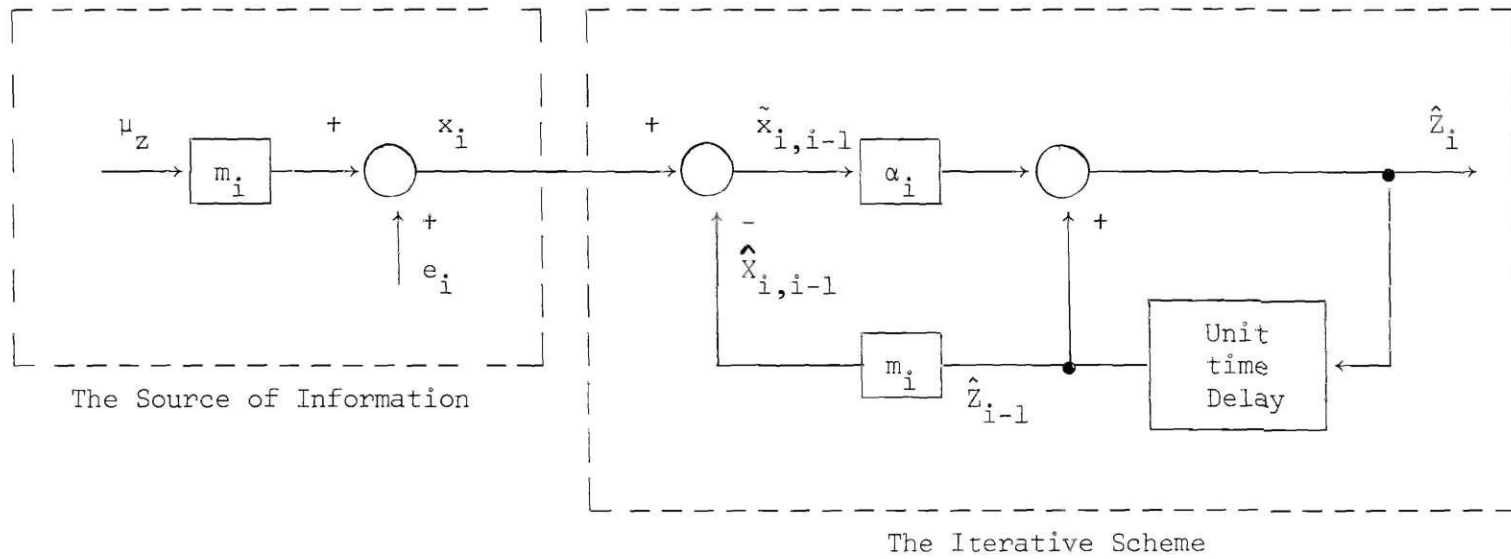 μ_z
m_i
+
x_i
+
e_i
The Source of Information
+
x̃_{i,i-1}
α_i
Ẑ_i
-
x̂_{i,i-1}
+
m_i
Ẑ_{i-1}
Unit
time
Delay
The Iterative Scheme